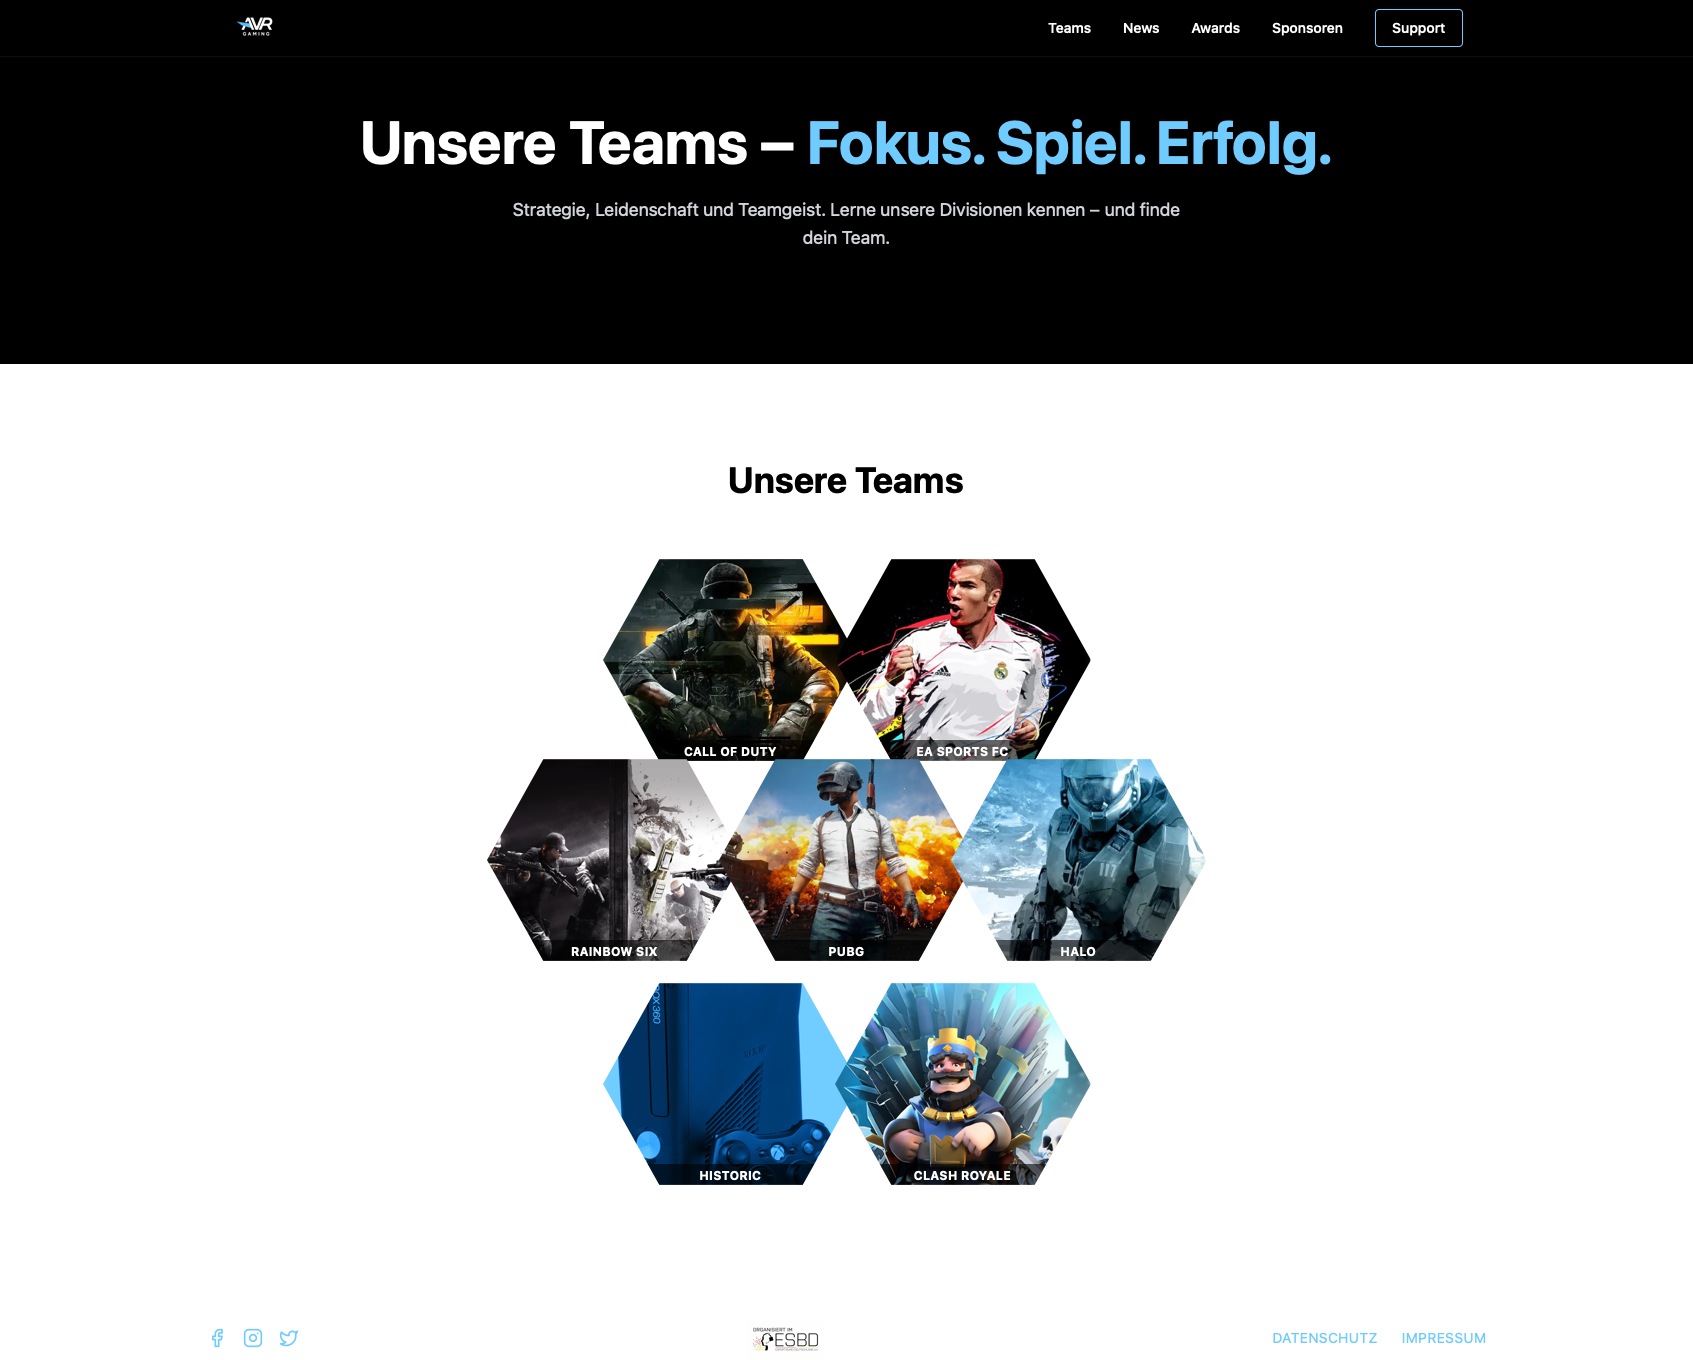 AVR
GAMING
Teams
News
Awards
Sponsoren
Support
Unsere Teams – Fokus. Spiel. Erfolg.
Strategie, Leidenschaft und Teamgeist. Lerne unsere Divisionen kennen – und finde
dein Team.
Unsere Teams
CALL OF DUTY
EA SPORTS FC
117
RAINBOW SIX
PUBG
HALO
HISTORIC
CLASH ROYALE
ORGANISIERT IM
ESBD
DATENSCHUTZ
IMPRESSUM